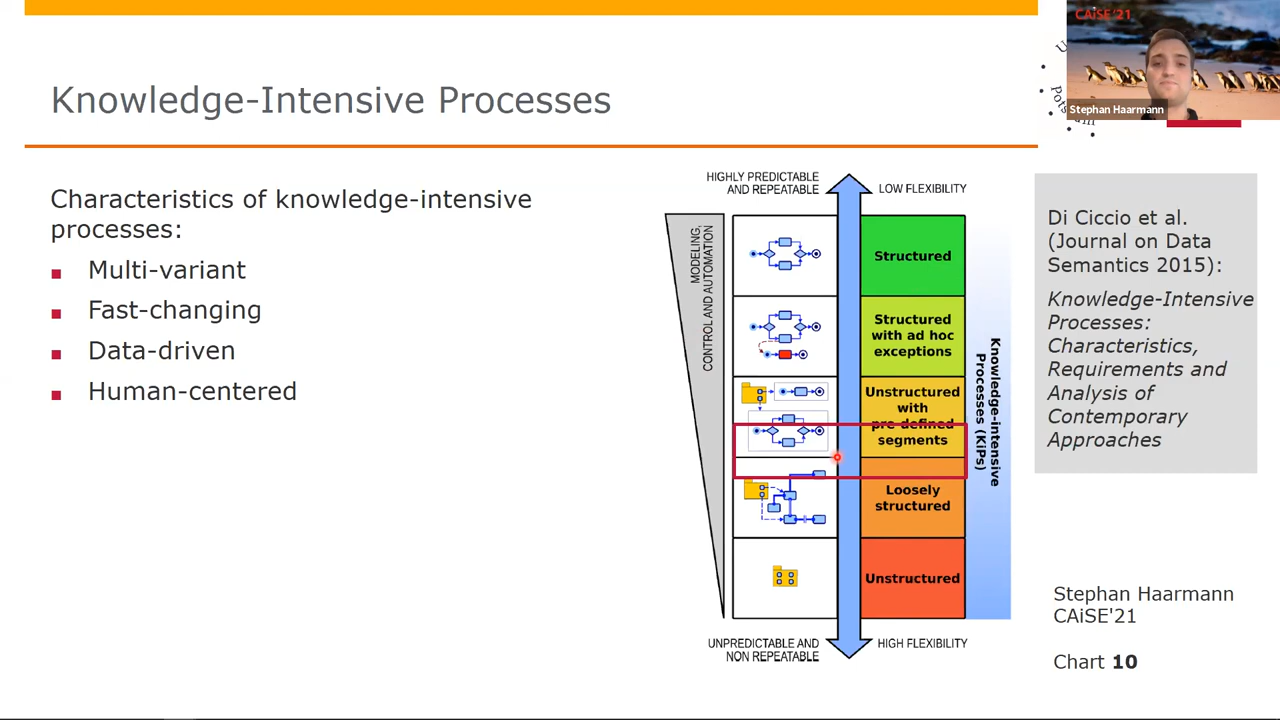 CAiSE'21
Stephan Haarmann
Knowledge-Intensive Processes
Characteristics of knowledge-intensive
processes:
Multi-variant
Fast-changing
Data-driven
Human-centered
HIGHLY PREDICTABLE
AND REPEATABLE
LOW FLEXIBILITY
MODELING,
CONTROL AND AUTOMATION
Structured
Structured
with ad hoc
exceptions
Unstructured
with
pre-defined
segments
Loosely
structured
Unstructured
Knowledge-intensive
Processes (KiPs)
UNPREDICTABLE AND
NON REPEATABLE
HIGH FLEXIBILITY
Di Ciccio et al.
(Journal on Data
Semantics 2015):
Knowledge-Intensive
Processes:
Characteristics,
Requirements and
Analysis of
Contemporary
Approaches
Stephan Haarmann
CAiSE'21
Chart 10